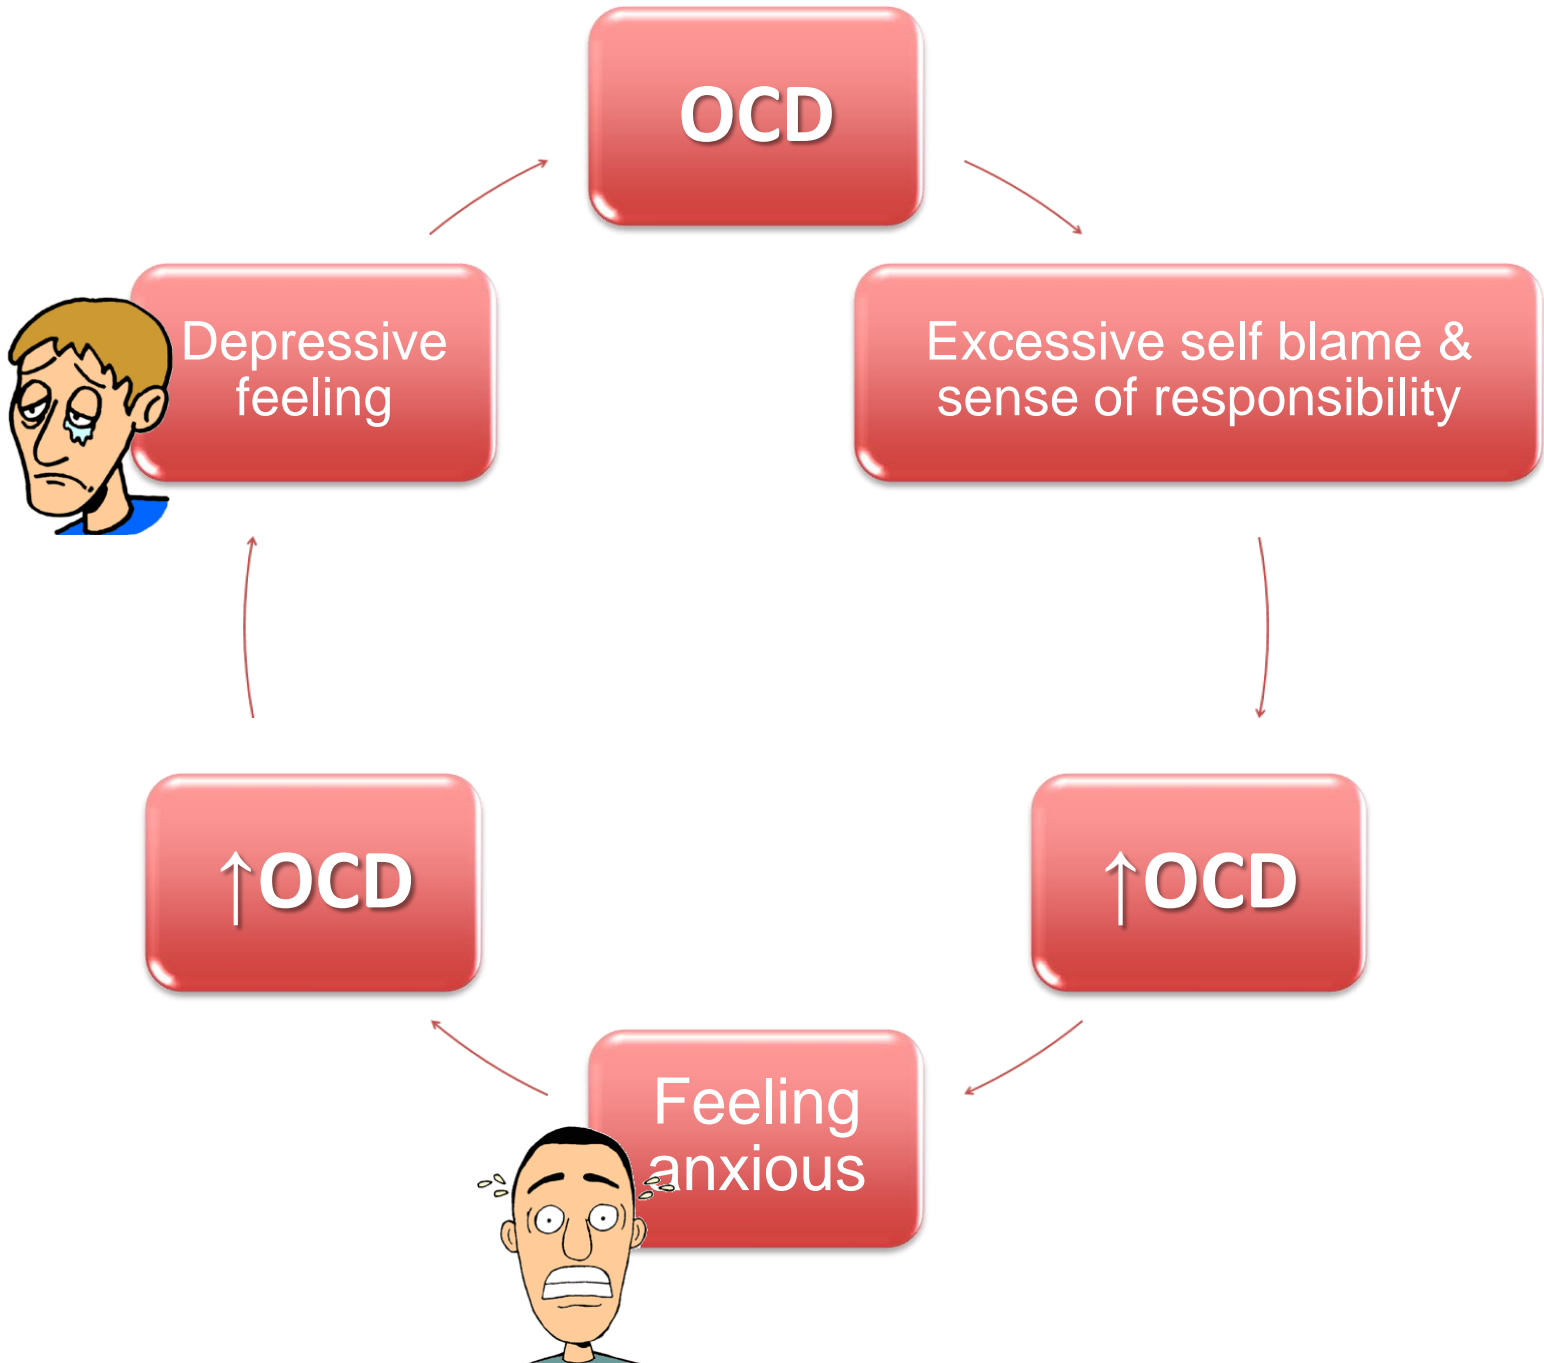 OCD
Excessive self blame &
sense of responsibility
↑OCD
Feeling
anxious
↑OCD
Depressive
feeling